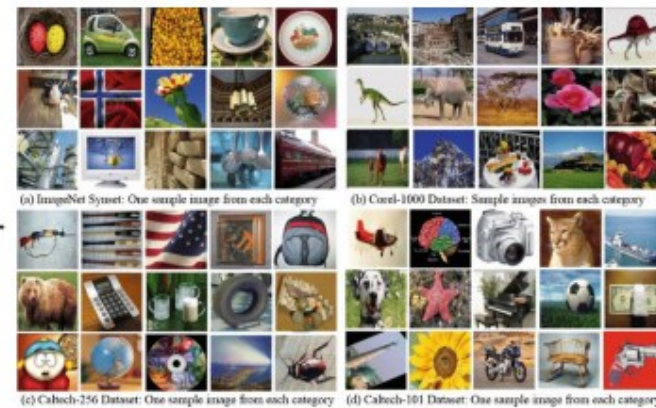 (a) ImageNet Synset: One sample image from each category
(b) Corel-1000 Dataset: Sample images from each category
(c) Caltech-256 Dataset: One sample image from each category
(d) Caltech-101 Dataset: One sample image from each category